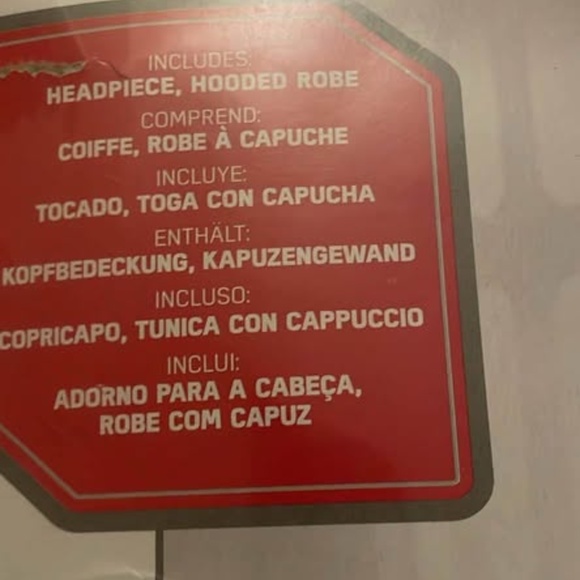 INCLUDES:
HEADPIECE, HOODED ROBE
COMPREND:
COIFFE, ROBE À CAPUCHE
INCLUYE:
TOCADO, TOGA CON CAPUCHA
ENTHÄLT:
KOPFBEDECKUNG, KAPUZENGEWAND
INCLUSO:
COPRICAPO, TUNICA CON CAPPUCCIO
INCLUI:
ADORNO PARA A CABEÇA,
ROBE COM CAPUZ